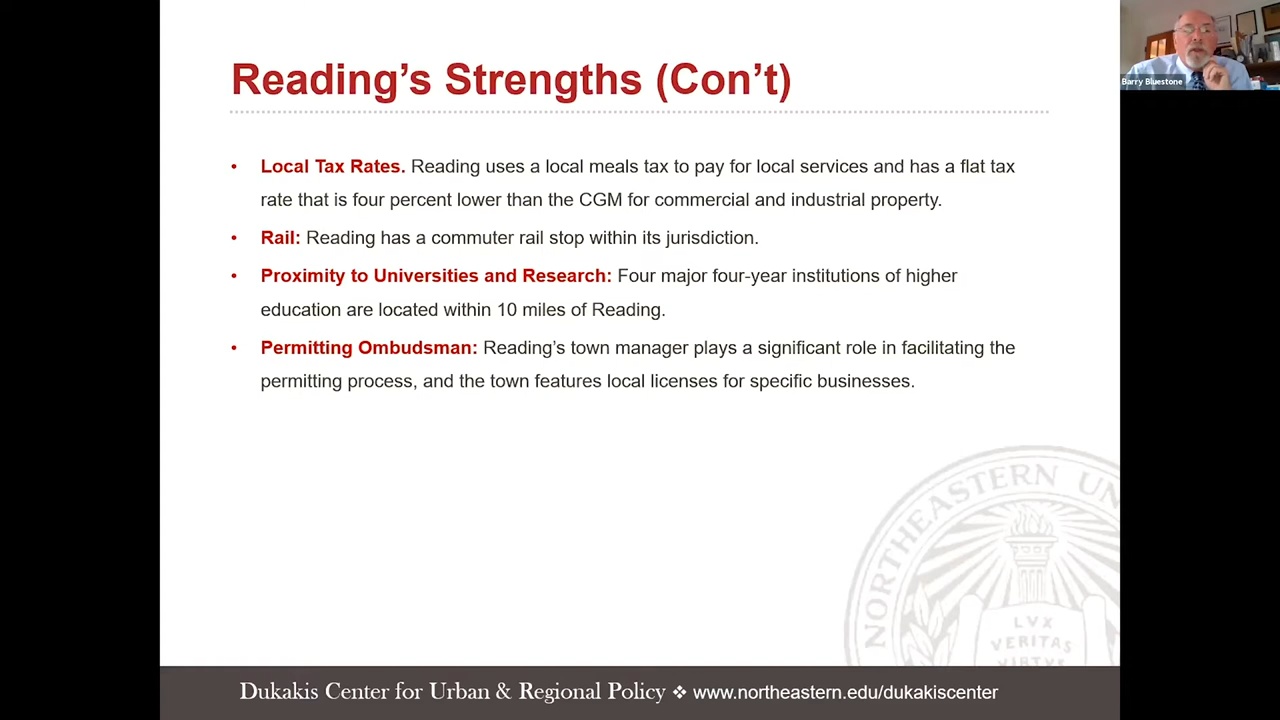 Reading's Strengths (Con't)
• Local Tax Rates. Reading uses a local meals tax to pay for local services and has a flat tax
rate that is four percent lower than the CGM for commercial and industrial property.
• Rail: Reading has a commuter rail stop within its jurisdiction.
• Proximity to Universities and Research: Four major four-year institutions of higher
education are located within 10 miles of Reading.
• Permitting Ombudsman: Reading's town manager plays a significant role in facilitating the
permitting process, and the town features local licenses for specific businesses.
NORTHEASTERN UN
LVX
VERITAS
VIRTVS
Dukakis Center for Urban & Regional Policy ❖ www.northeastern.edu/dukakiscenter
Barry Bluestone